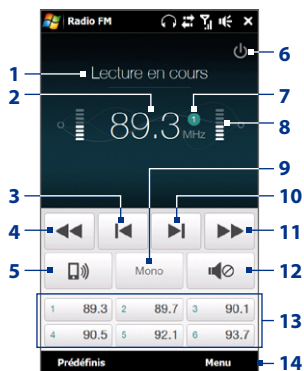 Radio FM
6
1
Lecture en cours
2
7
89.3
1
MHz
8
9
3
10
4
11
5
Mono
12
1 89.3 2 89.7 3 90.1
13
4 90.5 5 92.1 6 93.7
Prédéfinis Menu
14